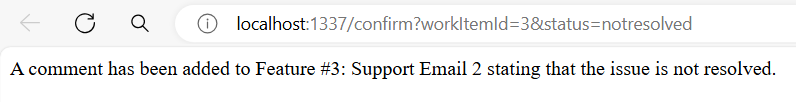 localhost:1337/confirm?workItemId=3&status=notresolved
A comment has been added to Feature #3: Support Email 2 stating that the issue is not resolved.